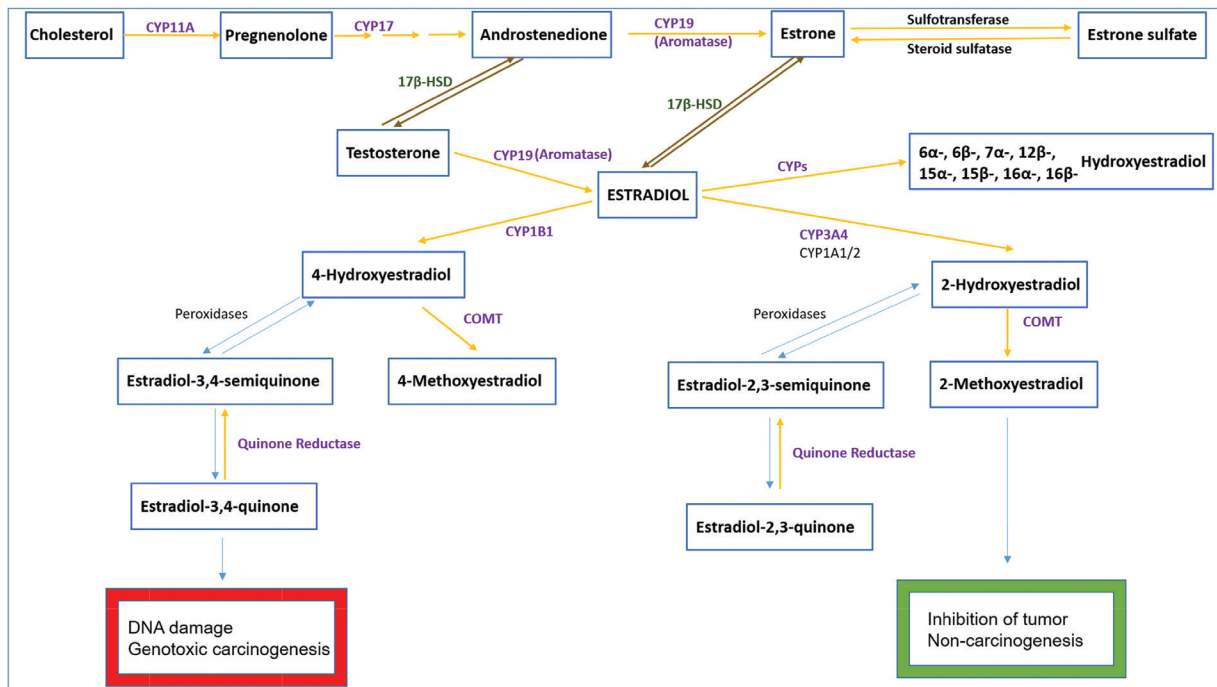 Cholesterol
CYP11A
Pregnenolone
CYP17
Androstenedione
CYP19
(Aromatase)
Estrone
Sulfotransferase
Steroid sulfatase
Estrone sulfate
17β-HSD
17β-HSD
Testosterone
CYP19 (Aromatase)
ESTRADIOL
CYPs
6α-, 6β-, 7α-, 12β-,
15α-, 15β-, 16α-, 16β-
Hydroxyestradiol
CYP1B1
CYP3A4
CYP1A1/2
4-Hydroxyestradiol
2-Hydroxyestradiol
Peroxidases
COMT
Peroxidases
COMT
Estradiol-3,4-semiquinone
4-Methoxyestradiol
Estradiol-2,3-semiquinone
2-Methoxyestradiol
Quinone Reductase
Quinone Reductase
Estradiol-3,4-quinone
Estradiol-2,3-quinone
DNA damage
Genotoxic carcinogenesis
Inhibition of tumor
Non-carcinogenesis